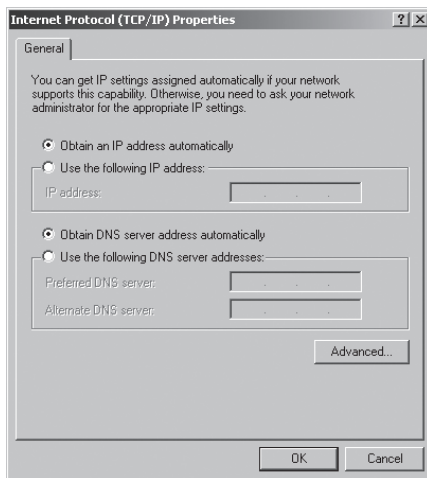 Internet Protocol (TCP/IP) Properties
General
You can get IP settings assigned automatically if your network
supports this capability. Otherwise, you need to ask your network
administrator for the appropriate IP settings.
Obtain an IP address automatically
Use the following IP address:
IP address:
Obtain DNS server address automatically
Use the following DNS server addresses:
Preferred DNS server:
Alternate DNS server:
Advanced...
OK
Cancel